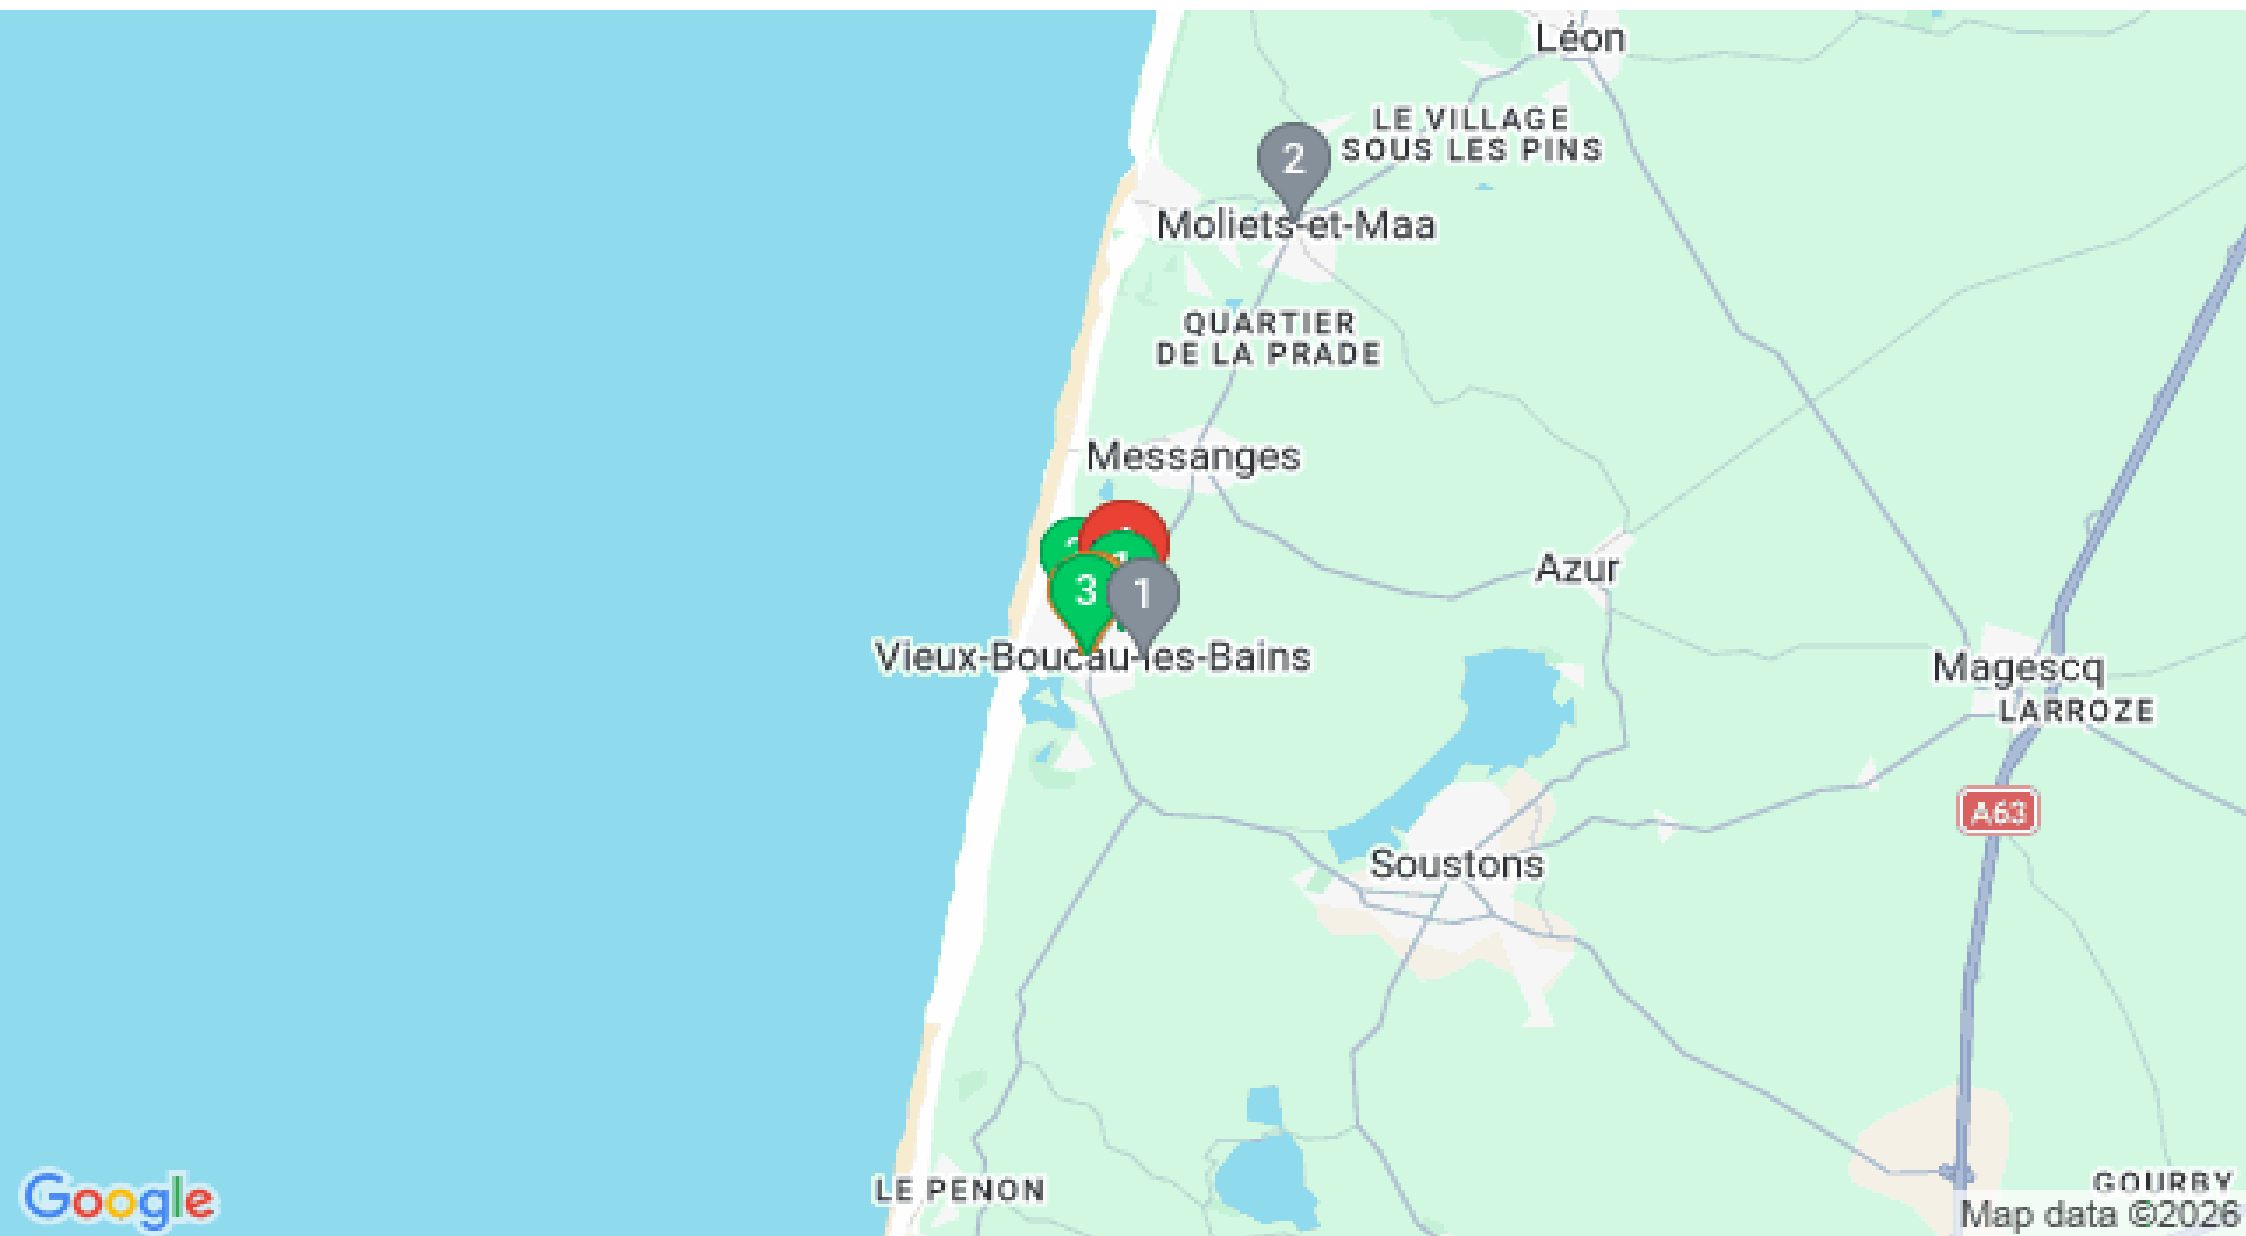 Léon
LE VILLAGE
SOUS LES PINS
2
Moliets-et-Maa
QUARTIER
DE LA PRADE
Messanges
3
1
Azur
Vieux-Boucau-les-Bains
Magescq
LARROZE
A63
Soustons
LE PENON
GOURBY
Google
Map data ©2026